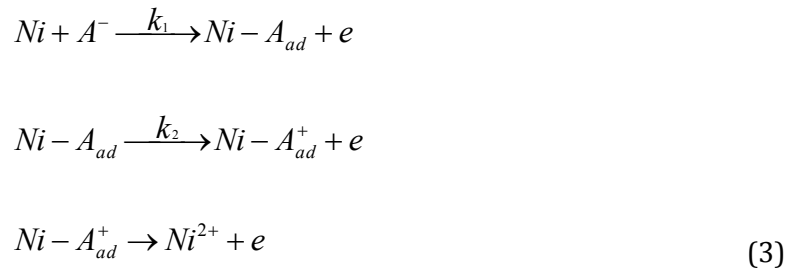 Ni + A⁻ —k₁→ Ni − A_ad + e
Ni − A_ad —k₂→ Ni − A⁺_ad + e
Ni − A⁺_ad → Ni²⁺ + e (3)